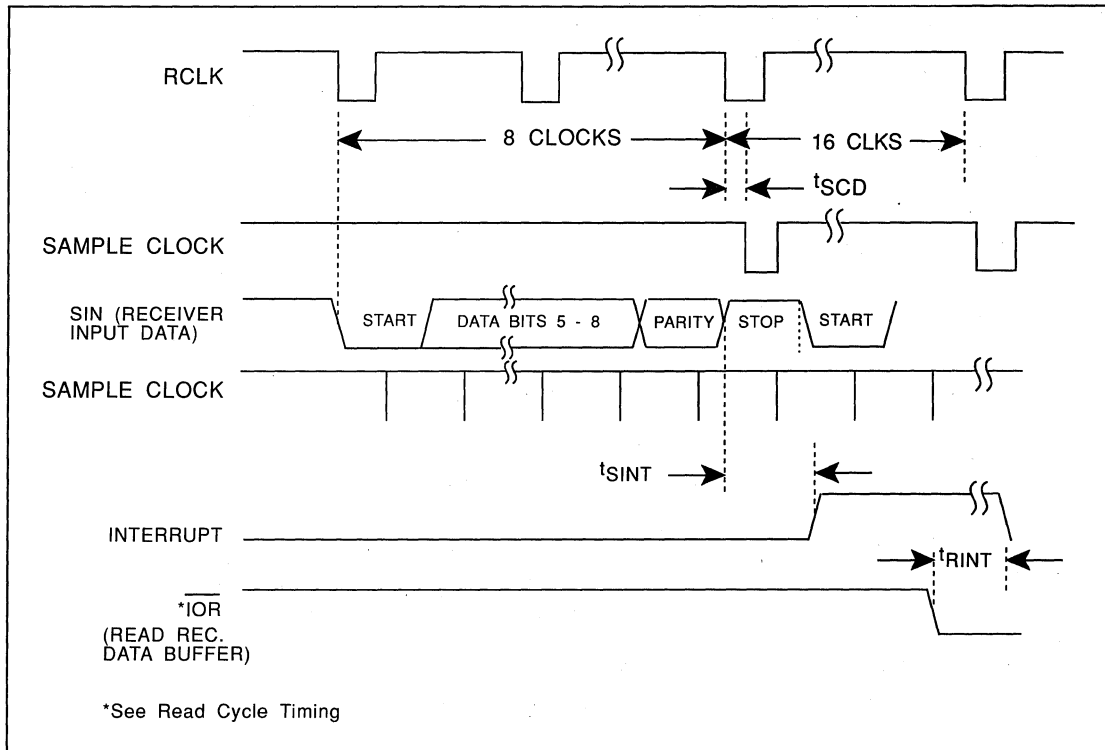 RCLK
8 CLOCKS
16 CLKS
tSCD
SAMPLE CLOCK
SIN (RECEIVER
INPUT DATA)
START
DATA BITS 5 - 8
PARITY
STOP
START
SAMPLE CLOCK
tSINT
INTERRUPT
tRINT
*IOR
(READ REC.
DATA BUFFER)
*See Read Cycle Timing